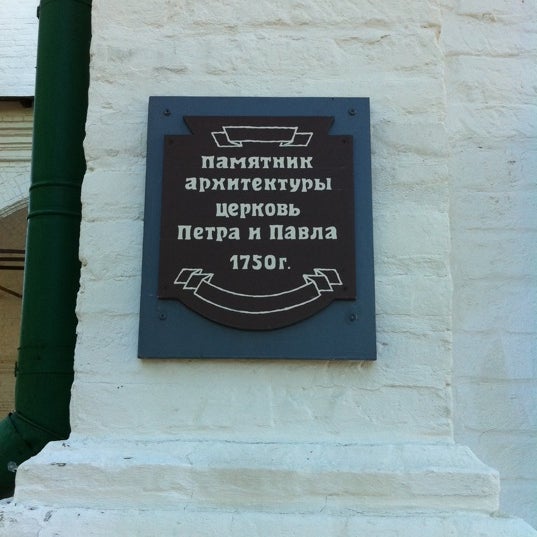 памятник
архитектуры
церковь
Петра и Павла
1750г.